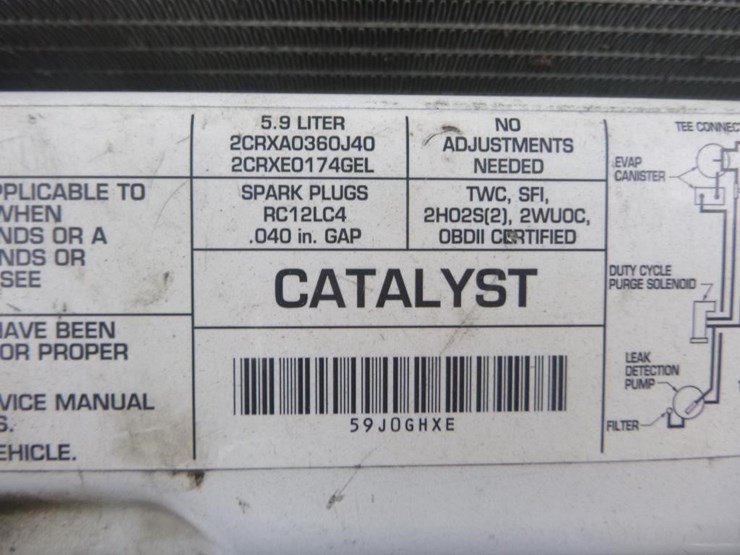 5.9 LITER
2CRXA0360J40
2CRXE0174GEL
NO
ADJUSTMENTS
NEEDED
SPARK PLUGS
RC12LC4
.040 in. GAP
TWC, SFI,
2HO2S(2), 2WUOC,
OBDII CERTIFIED
CATALYST
59J0GHXE
PPLICABLE TO
WHEN
NDS OR A
NDS OR
SEE
HAVE BEEN
OR PROPER
VICE MANUAL
S.
EHICLE.
TEE CONNEC
EVAP
CANISTER
DUTY CYCLE
PURGE SOLENOID
LEAK
DETECTION
PUMP
FILTER